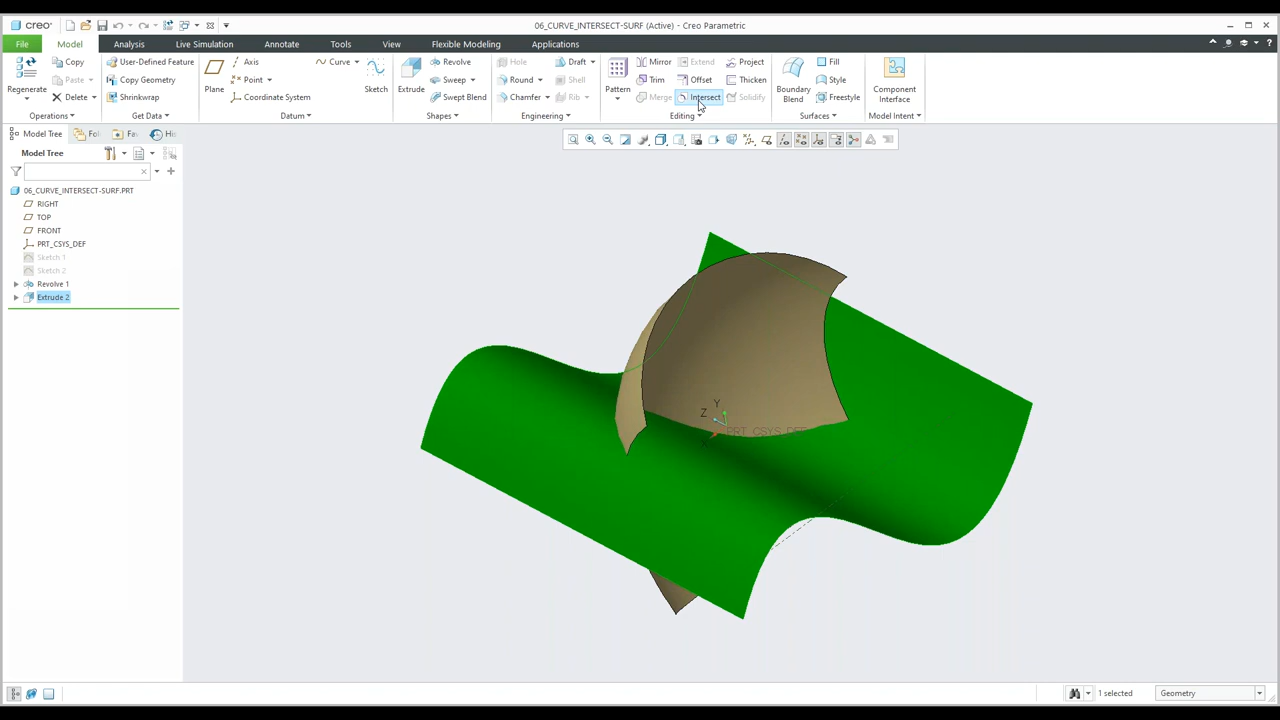 creo
06_CURVE_INTERSECT-SURF (Active) - Creo Parametric
File Model Analysis Live Simulation Annotate Tools View Flexible Modeling Applications
Regenerate
Copy
Paste
Delete
Operations
User-Defined Feature
Copy Geometry
Shrinkwrap
Get Data
Plane
Axis
Point
Coordinate System
Curve
Sketch
Datum
Extrude
Revolve
Sweep
Swept Blend
Shapes
Hole
Round
Chamfer
Draft
Shell
Rib
Engineering
Pattern
Mirror
Trim
Merge
Extend
Offset
Intersect
Project
Thicken
Solidify
Editing
Boundary
Blend
Fill
Style
Freestyle
Surfaces
Component
Interface
Model Intent
Model Tree Fol Fa His
Model Tree
06_CURVE_INTERSECT-SURF.PRT
RIGHT
TOP
FRONT
PRT_CSYS_DEF
Sketch 1
Sketch 2
Revolve 1
Extrude 2
Y
Z
PRT_CSYS_DEF
1 selected
Geometry